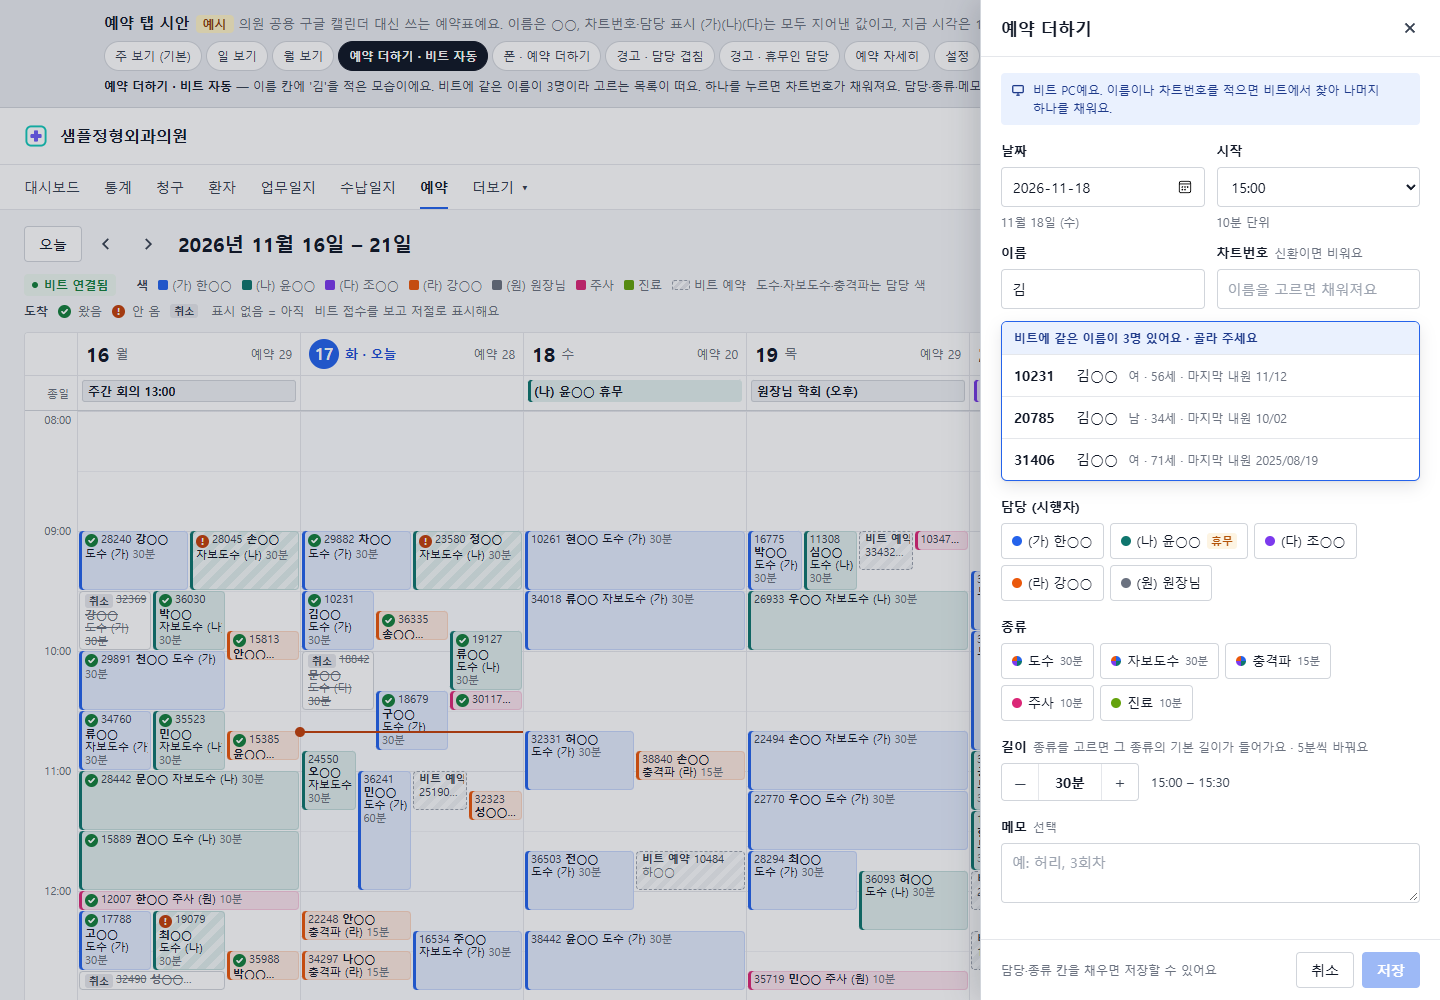 예약 탭 시안 예시 의원 공용 구글 캘린더 대신 쓰는 예약표예요. 이름은 ○○, 차트번호·담당 표시 (가)(나)(다)는 모두 지어낸 값이고, 지금 시각은
주 보기 (기본) 일 보기 월 보기 예약 더하기 · 비트 자동 폰 · 예약 더하기 경고 · 담당 겹침 경고 · 휴무인 담당 예약 자세히 설정
예약 더하기 · 비트 자동 — 이름 칸에 '김'을 적은 모습이에요. 비트에 같은 이름이 3명이라 고르는 목록이 떠요. 하나를 누르면 차트번호가 채워져요. 담당·종류·메모
샘플정형외과의원
대시보드 통계 청구 환자 업무일지 수납일지 예약 더보기 ▾
오늘 2026년 11월 16일 – 21일
비트 연결됨 색 (가) 한○○ (나) 윤○○ (다) 조○○ (라) 강○○ (원) 원장님 주사 진료 비트 예약 도수·자보도수·충격파는 담당 색
도착 왔음 안 옴 취소 표시 없음 = 아직 비트 접수를 보고 저절로 표시해요
16 월 예약 29
17 화 · 오늘 예약 28
18 수 예약 20
19 목 예약 29
종일 주간 회의 13:00 (나) 윤○○ 휴무 원장님 학회 (오후)
08:00
09:00
10:00
11:00
12:00
28240 강○○
도수 (가) 30분
28045 손○○
자보도수 (나) 30분
취소 32369
강○○
도수 (가)
30분
36030
박○○
자보도수 (나
30분
15813
안○○...
29891 천○○ 도수 (가)
30분
34760
류○○
자보도수 (가)
30분
35523
민○○
자보도수 (나
30분
15385
윤○○...
28442 문○○ 자보도수 (나) 30분
15889 권○○ 도수 (나) 30분
12007 한○○ 주사 (원) 10분
17788
고○○
도수 (가)
30분
19079
최○○
도수 (나)
30분
35988
박○○...
취소 32490 성○○...
29882 차○○
도수 (가) 30분
23580 정○○
자보도수 (나) 30분
10231
김○○
도수 (가)
30분
36335
송○○...
19127
류○○
도수 (나)
30분
취소 18842
문○○
도수 (다)
30분
18679
구○○
도수 (가)
30분
30117...
24550
오○○
자보도수
30분
36241
민○○
도수 (가)
60분
비트 예약
25190...
32323
성○○...
22248 안○○
충격파 (라) 15분
16534 주○○
자보도수 (가) 30분
34297 나○○
충격파 (라) 15분
10261 현○○ 도수 (가) 30분
34018 류○○ 자보도수 (가) 30분
32331 허○○
도수 (가) 30분
38840 손○○
충격파 (라) 15분
36503 전○○
도수 (가) 30분
비트 예약 10484
하○○
38442 윤○○ 도수 (가) 30분
16775
박○○
도수 (가)
30분
11308
심○○
도수 (나)
30분
비트 예약
33432...
10347...
26933 우○○ 자보도수 (나) 30분
22494 손○○ 자보도수 (가) 30분
22770 우○○ 도수 (가) 30분
28294 최○○
도수 (가) 30분
36093 허○○
도수 (나) 30분
35719 민○○ 주사 (원) 10분
예약 더하기 ✕
비트 PC예요. 이름이나 차트번호를 적으면 비트에서 찾아 나머지
하나를 채워요.
날짜 시작
2026-11-18 15:00
11월 18일 (수) 10분 단위
이름 차트번호 신환이면 비워요
김 이름을 고르면 채워져요
비트에 같은 이름이 3명 있어요 · 골라 주세요
10231 김○○ 여 · 56세 · 마지막 내원 11/12
20785 김○○ 남 · 34세 · 마지막 내원 10/02
31406 김○○ 여 · 71세 · 마지막 내원 2025/08/19
담당 (시행자)
(가) 한○○ (나) 윤○○ 휴무 (다) 조○○
(라) 강○○ (원) 원장님
종류
도수 30분 자보도수 30분 충격파 15분
주사 10분 진료 10분
길이 종류를 고르면 그 종류의 기본 길이가 들어가요 · 5분씩 바꿔요
— 30분 + 15:00 – 15:30
메모 선택
예: 허리, 3회차
담당·종류 칸을 채우면 저장할 수 있어요 취소 저장